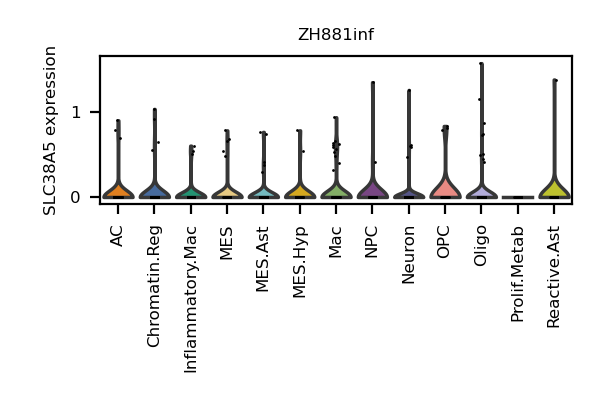 ZH881inf
SLC38A5 expression
1
0
AC
Chromatin.Reg
Inflammatory.Mac
MES
MES.Ast
MES.Hyp
Mac
NPC
Neuron
OPC
Oligo
Prolif.Metab
Reactive.Ast